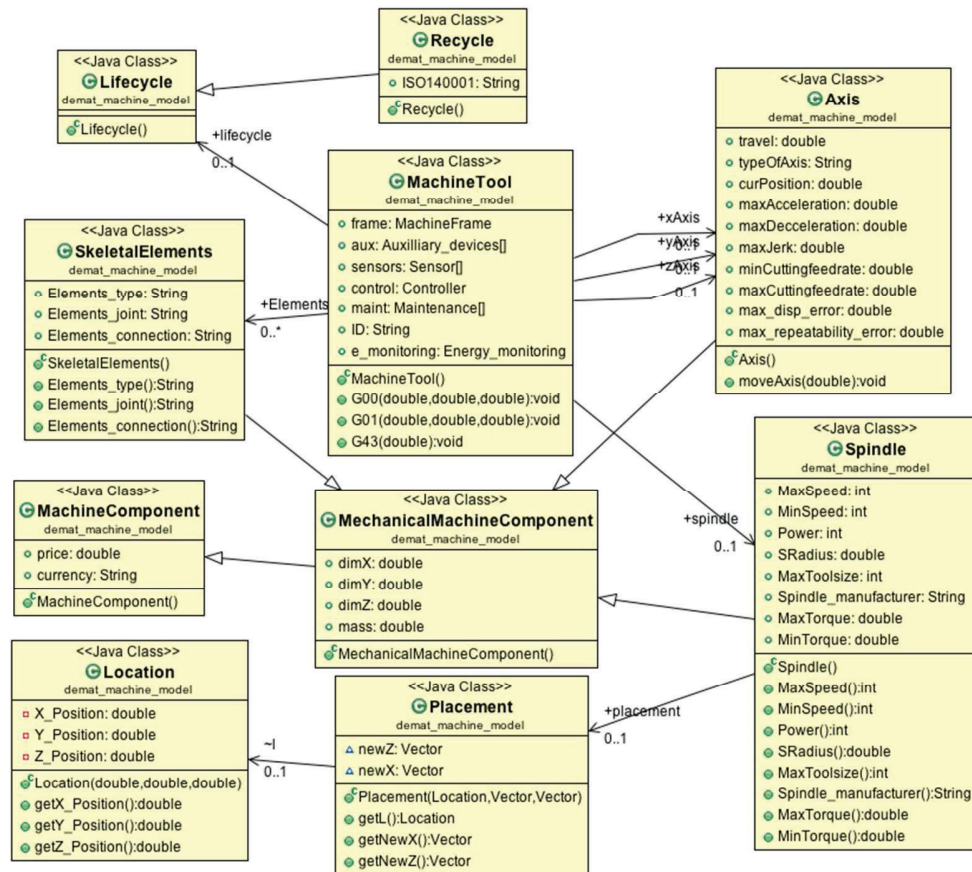 <<Java Class>>
Recycle
demat_machine_model
ISO140001: String
Recycle()
<<Java Class>>
Lifecycle
demat_machine_model
Lifecycle()
+lifecycle
0..1
<<Java Class>>
Axis
demat_machine_model
travel: double
typeOfAxis: String
curPosition: double
maxAcceleration: double
maxDecceleration: double
maxJerk: double
minCuttingfeedrate: double
maxCuttingfeedrate: double
max_disp_error: double
max_repeatability_error: double
Axis()
moveAxis(double):void
<<Java Class>>
MachineTool
demat_machine_model
frame: MachineFrame
aux: Auxilliary_devices[]
sensors: Sensor[]
control: Controller
maint: Maintenance[]
ID: String
e_monitoring: Energy_monitoring
MachineTool()
G00(double,double,double):void
G01(double,double,double):void
G43(double):void
+xAxis
+yAxis
+zAxis
0..1
<<Java Class>>
SkeletalElements
demat_machine_model
Elements_type: String
Elements_joint: String
Elements_connection: String
SkeletalElements()
Elements_type():String
Elements_joint():String
Elements_connection():String
+Elements
0..*
<<Java Class>>
Spindle
demat_machine_model
MaxSpeed: int
MinSpeed: int
Power: int
SRadius: double
MaxToolsize: int
Spindle_manufacturer: String
MaxTorque: double
MinTorque: double
Spindle()
MaxSpeed():int
MinSpeed():int
Power():int
SRadius():double
MaxToolsize():int
Spindle_manufacturer():String
MaxTorque():double
MinTorque():double
+spindle
0..1
<<Java Class>>
MachineComponent
demat_machine_model
price: double
currency: String
MachineComponent()
<<Java Class>>
MechanicalMachineComponent
demat_machine_model
dimX: double
dimY: double
dimZ: double
mass: double
MechanicalMachineComponent()
<<Java Class>>
Location
demat_machine_model
X_Position: double
Y_Position: double
Z_Position: double
Location(double,double,double)
getX_Position():double
getY_Position():double
getZ_Position():double
~l
0..1
<<Java Class>>
Placement
demat_machine_model
newZ: Vector
newX: Vector
Placement(Location,Vector,Vector)
getL():Location
getNewX():Vector
getNewZ():Vector
+placement
0..1